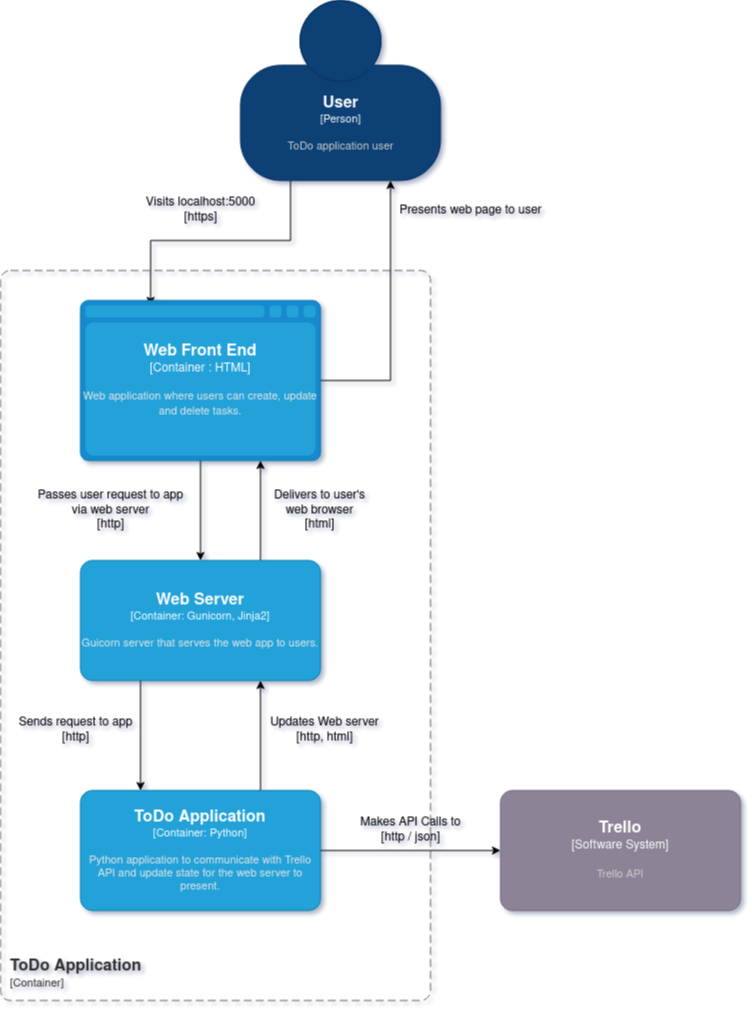 User
[Person]
ToDo application user
Visits localhost:5000
[https]
Presents web page to user
Web Front End
[Container : HTML]
Web application where users can create, update
and delete tasks.
Passes user request to app
via web server
[http]
Delivers to user's
web browser
[html]
Web Server
[Container: Gunicorn, Jinja2]
Guicorn server that serves the web app to users.
Sends request to app
[http]
Updates Web server
[http, html]
ToDo Application
[Container: Python]
Python application to communicate with Trello
API and update state for the web server to
present.
Makes API Calls to
[http / json]
Trello
[Software System]
Trello API
ToDo Application
[Container]